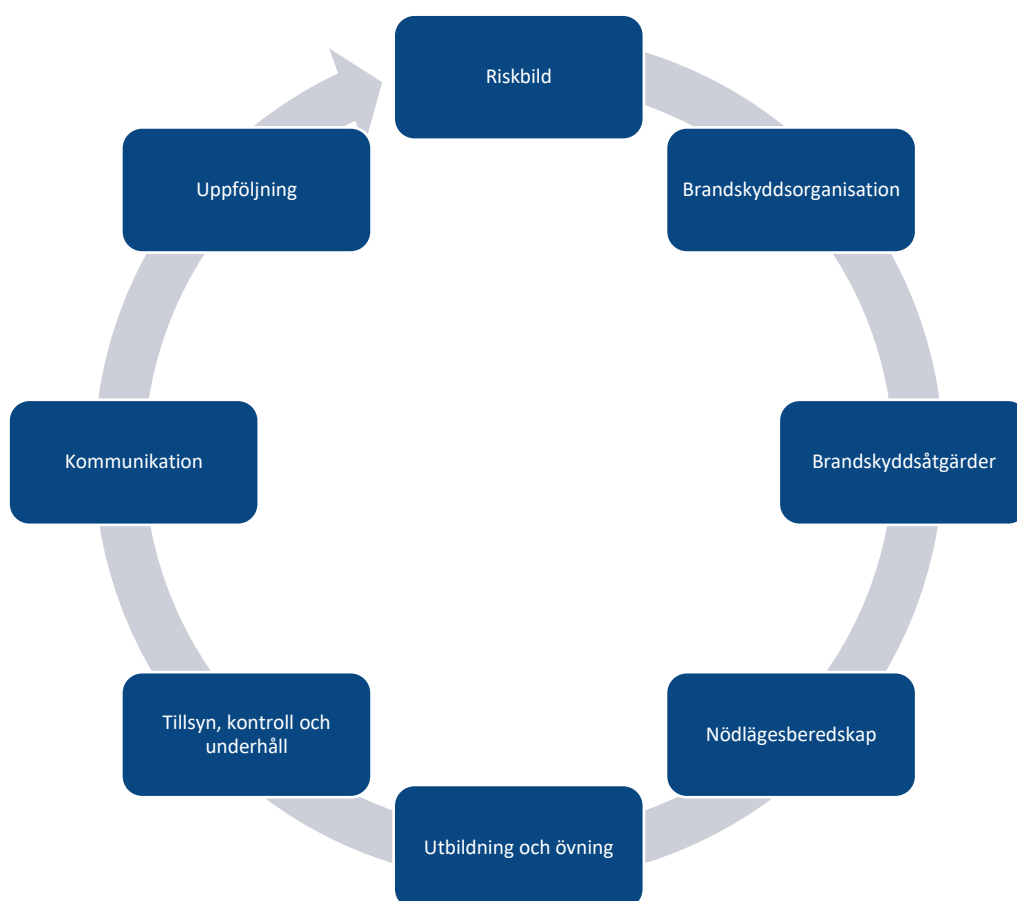 Riskbild
Brandskyddsorganisation
Brandskyddsåtgärder
Nödlägesberedskap
Utbildning och övning
Tillsyn, kontroll och
underhåll
Kommunikation
Uppföljning